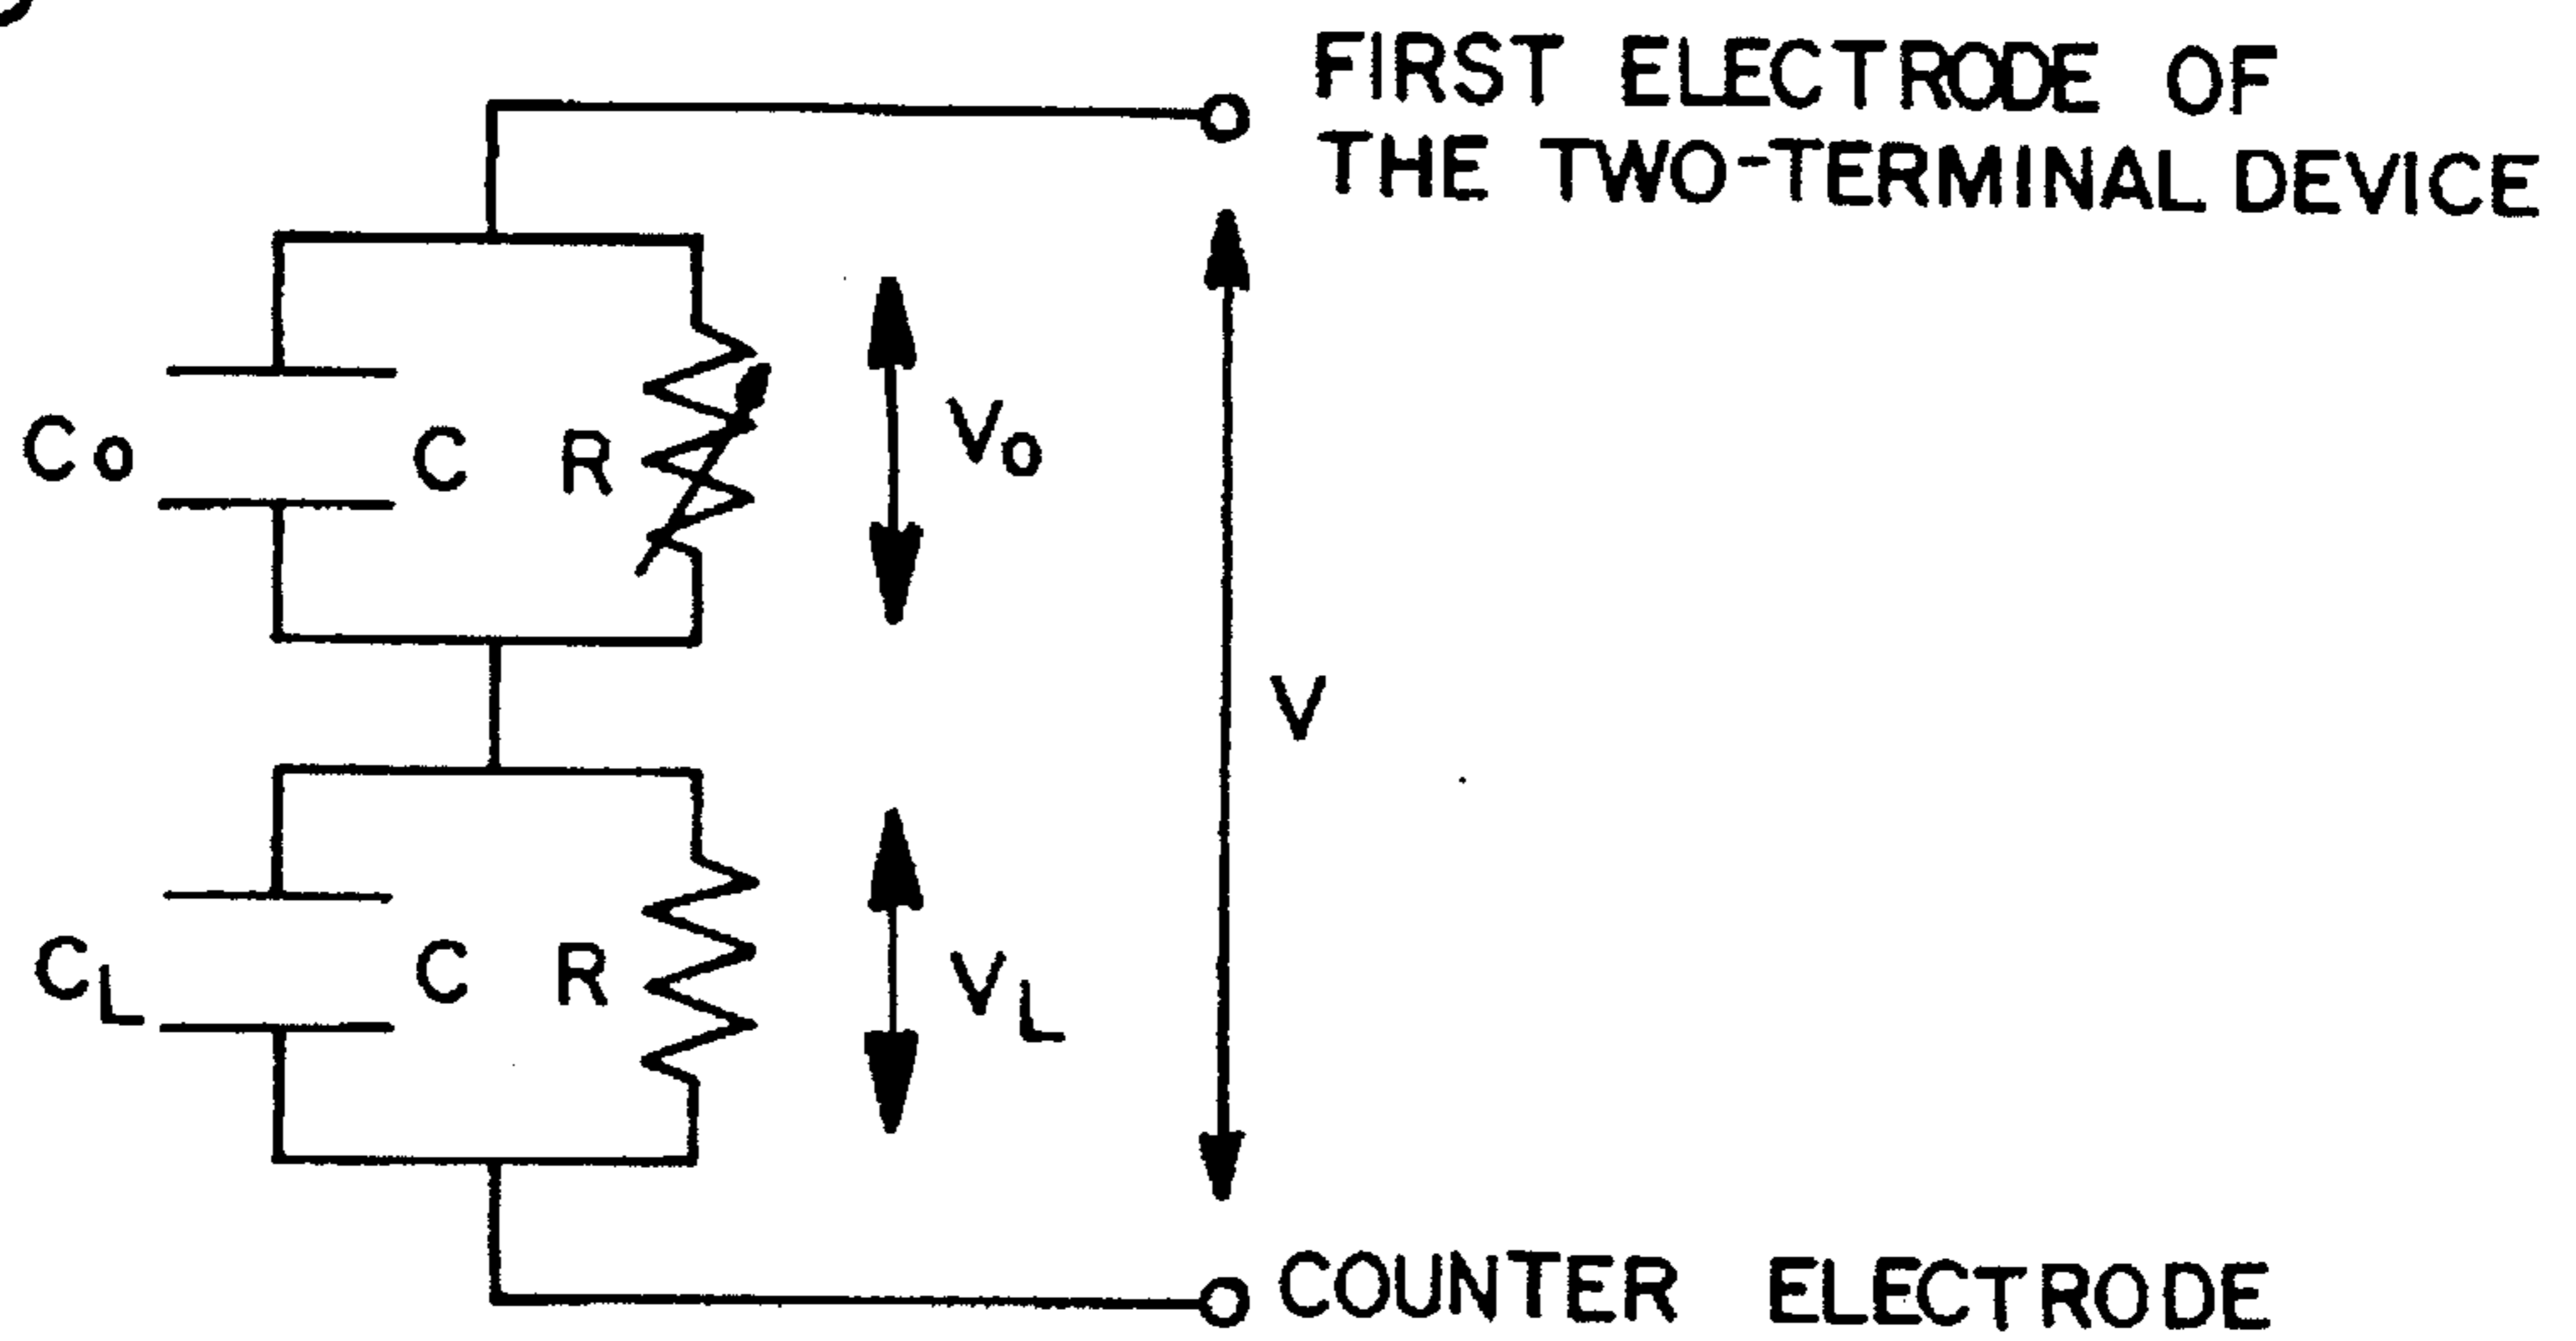 FIRST ELECTRODE OF
THE TWO-TERMINAL DEVICE
Co C R Vo
V
CL C R VL
COUNTER ELECTRODE